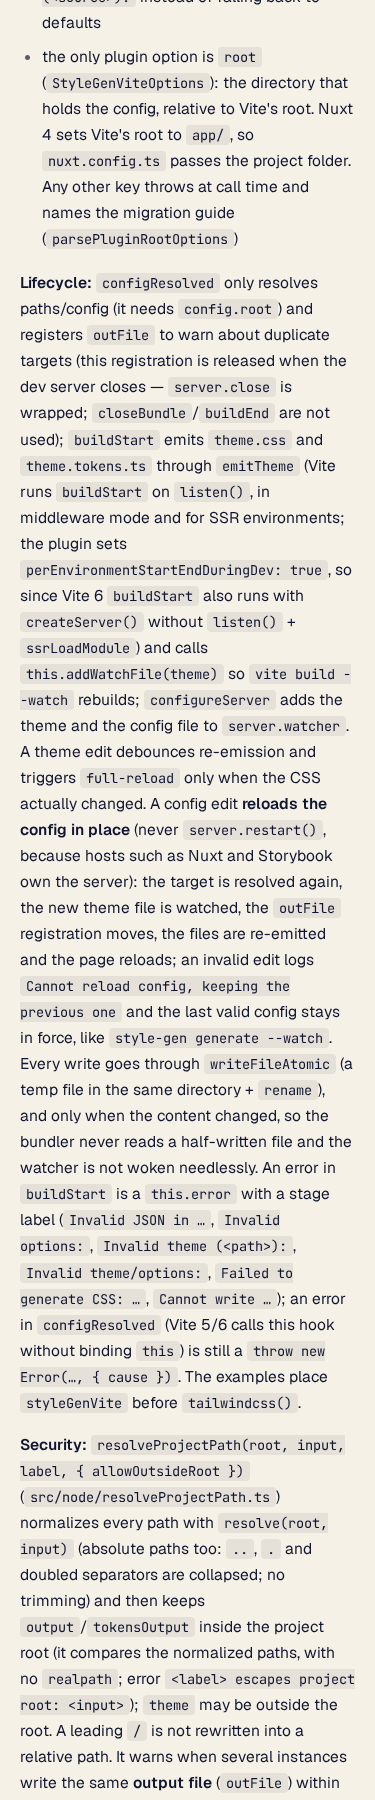 defaults
the only plugin option is root
(StyleGenViteOptions): the directory that
holds the config, relative to Vite's root. Nuxt
4 sets Vite's root to app/, so
nuxt.config.ts passes the project folder.
Any other key throws at call time and
names the migration guide
(parsePluginRootOptions)
Lifecycle: configResolved only resolves
paths/config (it needs config.root) and
registers outFile to warn about duplicate
targets (this registration is released when the
dev server closes — server.close is
wrapped; closeBundle/buildEnd are not
used); buildStart emits theme.css and
theme.tokens.ts through emitTheme (Vite
runs buildStart on listen(), in
middleware mode and for SSR environments;
the plugin sets
perEnvironmentStartEndDuringDev: true, so
since Vite 6 buildStart also runs with
createServer() without listen() +
ssrLoadModule) and calls
this.addWatchFile(theme) so vite build -
-watch rebuilds; configureServer adds the
theme and the config file to server.watcher.
A theme edit debounces re-emission and
triggers full-reload only when the CSS
actually changed. A config edit reloads the
config in place (never server.restart(),
because hosts such as Nuxt and Storybook
own the server): the target is resolved again,
the new theme file is watched, the outFile
registration moves, the files are re-emitted
and the page reloads; an invalid edit logs
Cannot reload config, keeping the
previous one and the last valid config stays
in force, like style-gen generate --watch.
Every write goes through writeFileAtomic (a
temp file in the same directory + rename),
and only when the content changed, so the
bundler never reads a half-written file and the
watcher is not woken needlessly. An error in
buildStart is a this.error with a stage
label (Invalid JSON in …, Invalid
options:, Invalid theme (<path>):,
Invalid theme/options:, Failed to
generate CSS: …, Cannot write …); an error
in configResolved (Vite 5/6 calls this hook
without binding this) is still a throw new
Error(…, { cause }). The examples place
styleGenVite before tailwindcss().
Security: resolveProjectPath(root, input,
label, { allowOutsideRoot })
(src/node/resolveProjectPath.ts)
normalizes every path with resolve(root,
input) (absolute paths too: .., . and
doubled separators are collapsed; no
trimming) and then keeps
output/tokensOutput inside the project
root (it compares the normalized paths, with
no realpath; error <label> escapes project
root: <input>); theme may be outside the
root. A leading / is not rewritten into a
relative path. It warns when several instances
write the same output file (outFile) within